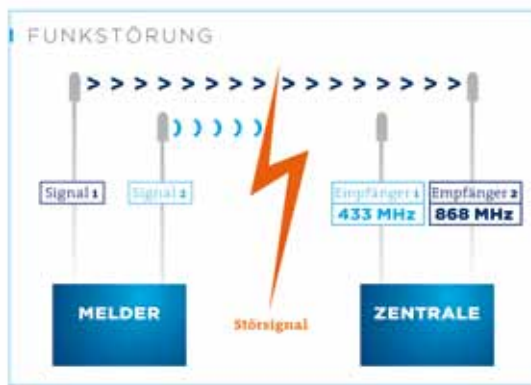 FUNKSTÖRUNG
Signal 1
Signal 2
Empfänger 1
433 MHz
Empfänger 2
868 MHz
MELDER
Störsignal
ZENTRALE